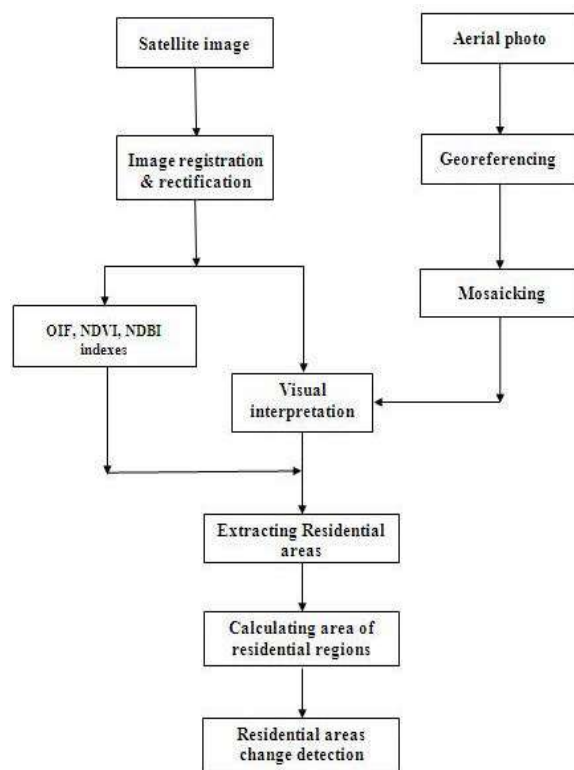 Satellite image
Aerial photo
Image registration
& rectification
Georeferencing
Mosaicking
OIF, NDVI, NDBI
indexes
Visual
interpretation
Extracting Residential
areas
Calculating area of
residential regions
Residential areas
change detection